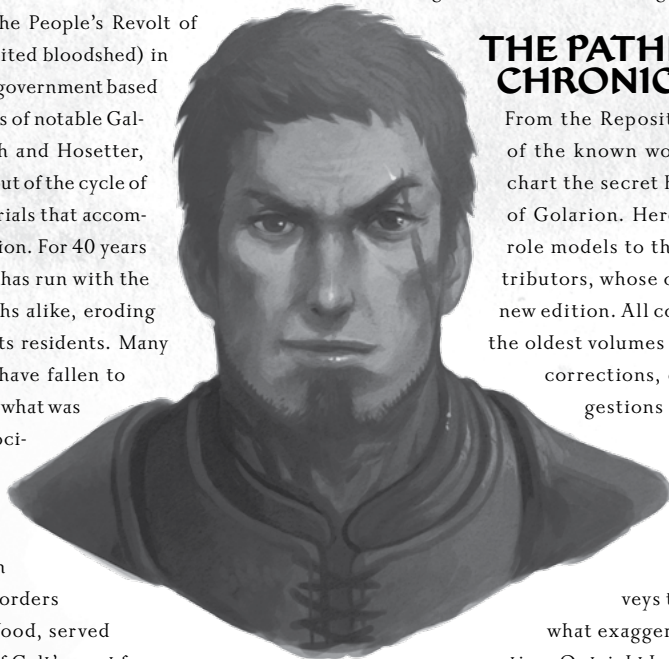 he People's Revolt of
ited bloodshed) in
government based
s of notable Gal-
h and Hosetter,
ut of the cycle of
rials that accom-
ion. For 40 years
has run with the
hs alike, eroding
ts residents. Many
have fallen to
what was
oci-
orders
ood, served
THE PATH
CHRONIC
From the Reposit
of the known wo
chart the secret h
of Golarion. Her
role models to th
tributors, whose c
new edition. All co
the oldest volumes
corrections,
gestions
veys t
what exagger